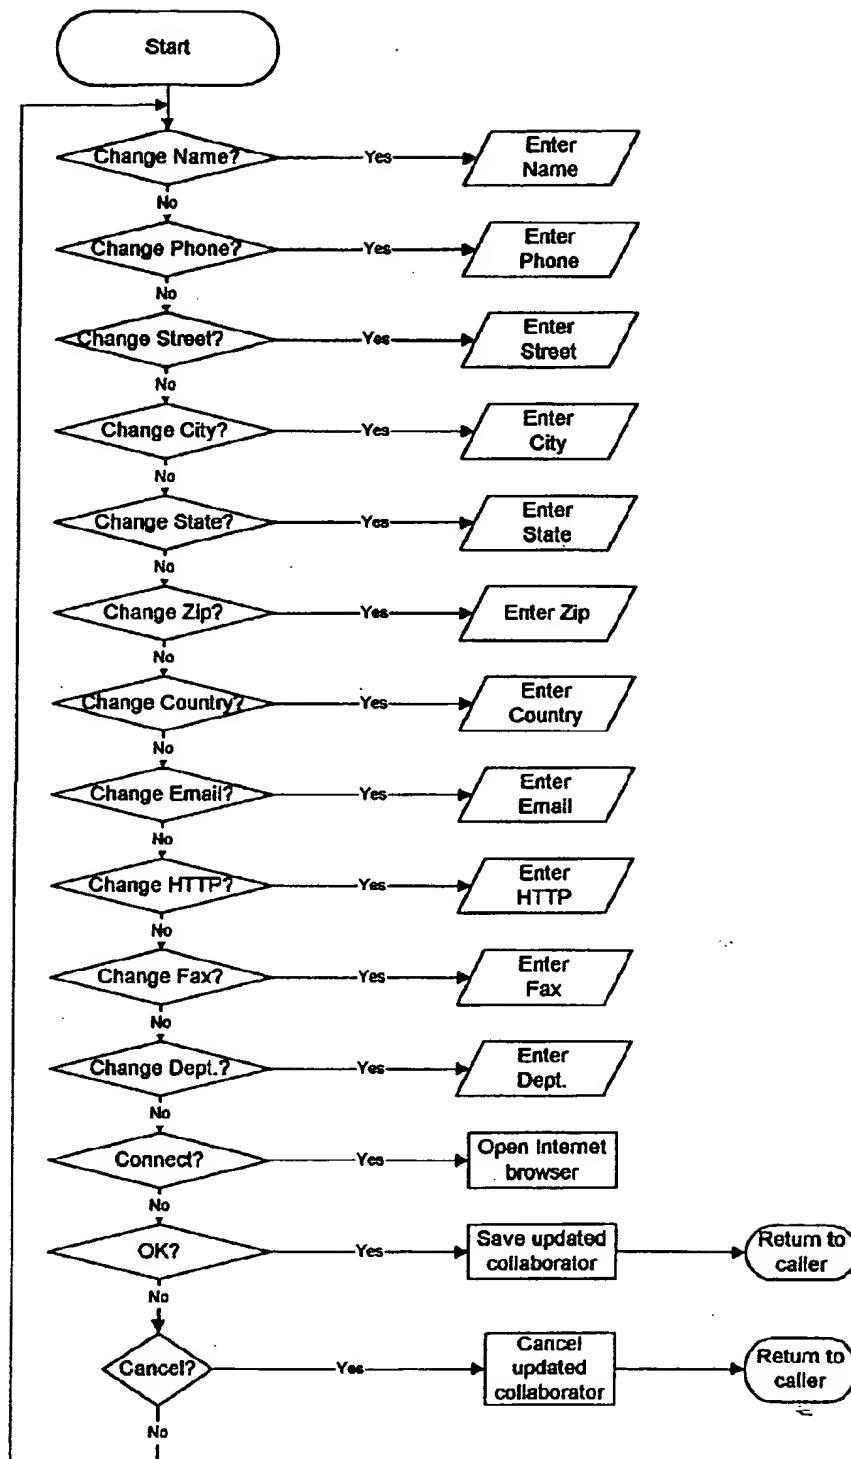 Start
Change Name?
Yes
Enter
Name
No
Change Phone?
Yes
Enter
Phone
No
Change Street?
Yes
Enter
Street
No
Change City?
Yes
Enter
City
No
Change State?
Yes
Enter
State
No
Change Zip?
Yes
Enter Zip
No
Change Country?
Yes
Enter
Country
No
Change Email?
Yes
Enter
Email
No
Change HTTP?
Yes
Enter
HTTP
No
Change Fax?
Yes
Enter
Fax
No
Change Dept.?
Yes
Enter
Dept.
No
Connect?
Yes
Open Internet
browser
No
OK?
Yes
Save updated
collaborator
Return to
caller
No
Cancel?
Yes
Cancel
updated
collaborator
Return to
caller
No